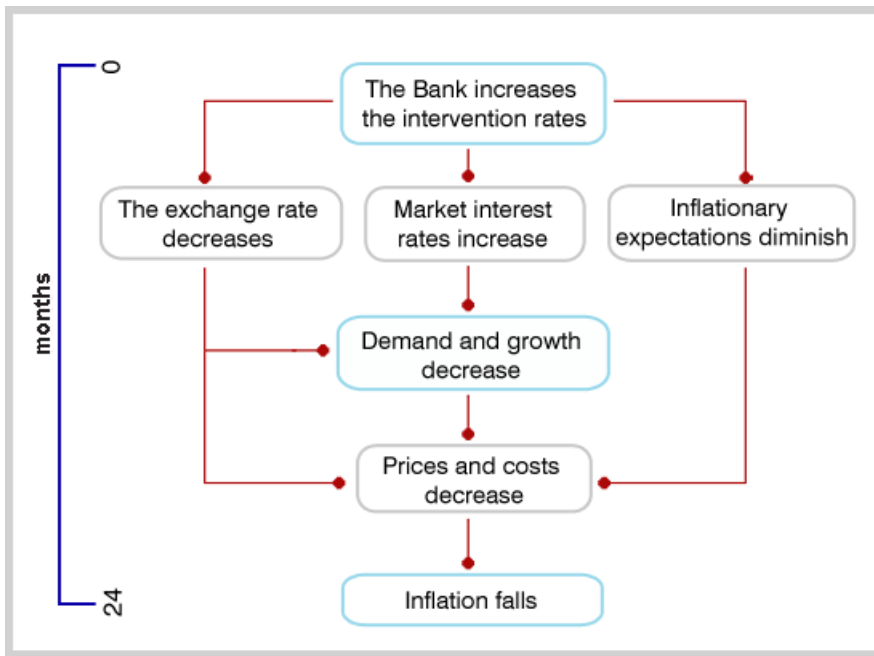 0
The Bank increases
the intervention rates
The exchange rate
decreases
Market interest
rates increase
Inflationary
expectations diminish
months
Demand and growth
decrease
Prices and costs
decrease
24
Inflation falls